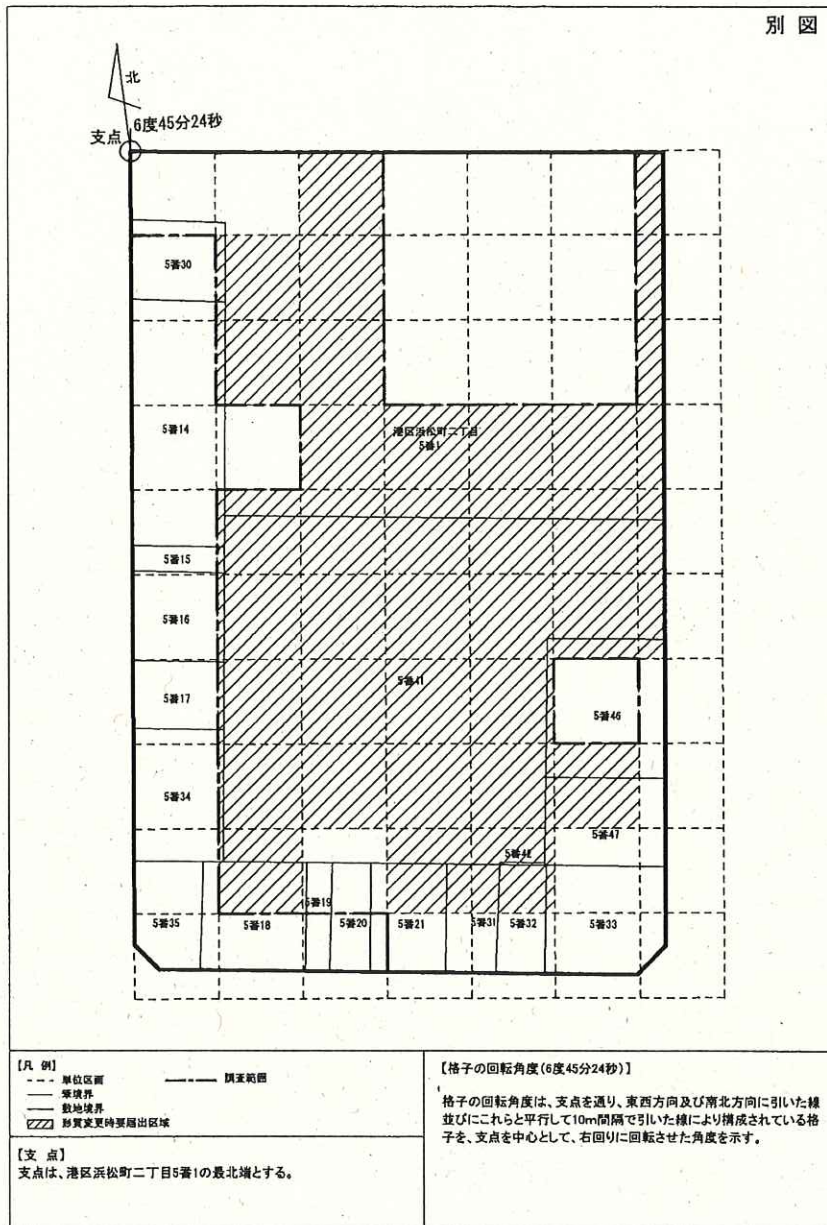 別 図
北
6度45分24秒
支点
5番30
5番14
港区浜松町二丁目
5番1
5番15
5番16
5番41
5番17
5番46
5番34
5番47
5番42
5番19
5番35
5番18
5番20
5番21
5番31
5番32
5番33
【凡 例】
単位区画
調査範囲
筆境界
敷地境界
形質変更時要届出区域
【支 点】
支点は、港区浜松町二丁目5番1の最北端とする。
【格子の回転角度(6度45分24秒)】
格子の回転角度は、支点を通り、東西方向及び南北方向に引いた線
並びにこれらと平行して10m間隔で引いた線により構成されている格
子を、支点を中心として、右回りに回転させた角度を示す。